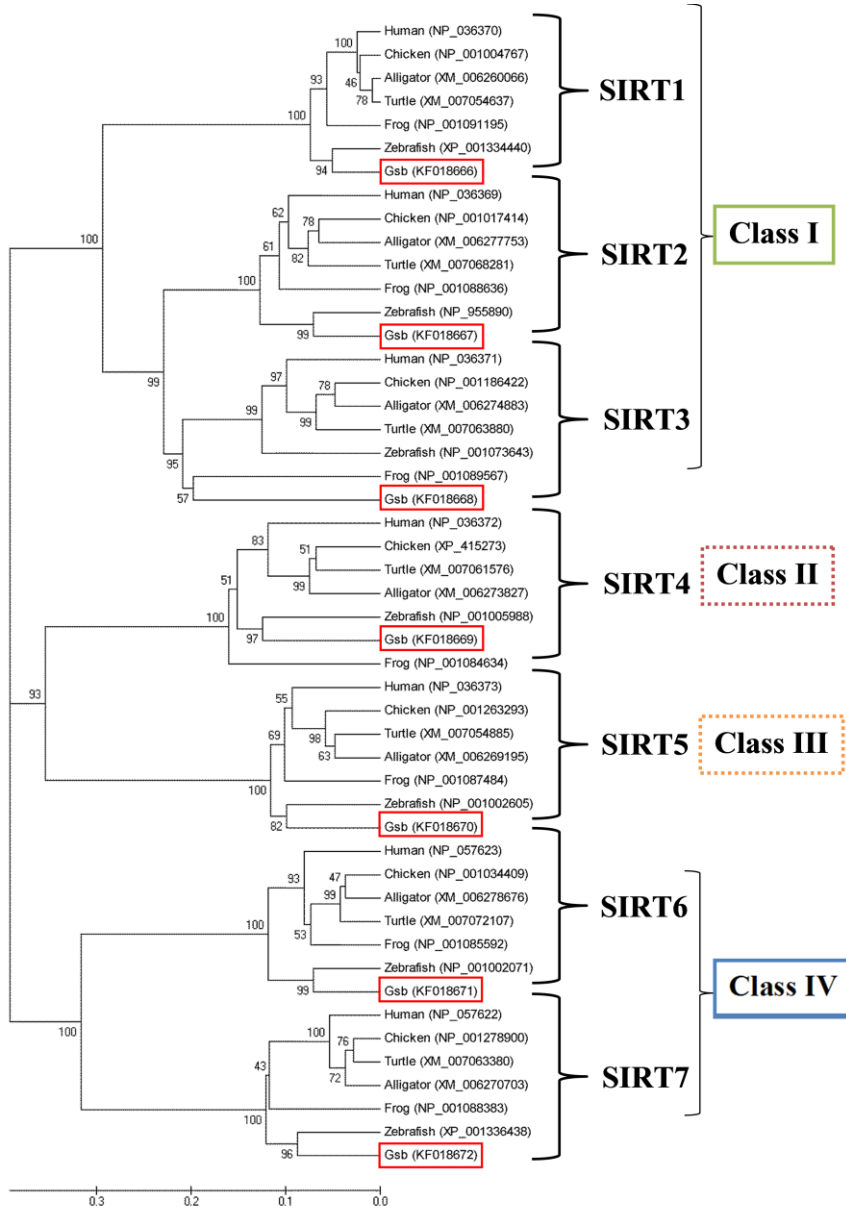 Human (NP_036370)
100
Chicken (NP_001004767)
93
46
Alligator (XM_006260066)
SIRT1
78
Turtle (XM_007054637)
100
Frog (NP_001091195)
Zebrafish (XP_001334440)
94
Gsb (KF018666)
Human (NP_036369)
62
78
Chicken (NP_001017414)
100
61
Alligator (XM_006277753)
Class I
82
SIRT2
Turtle (XM_007068281)
100
Frog (NP_001088636)
Zebrafish (NP_955890)
99
Gsb (KF018667)
Human (NP_036371)
99
97
78
Chicken (NP_001186422)
99
Alligator (XM_006274883)
99
SIRT3
Turtle (XM_007063880)
95
Zebrafish (NP_001073643)
Frog (NP_001089567)
57
Gsb (KF018668)
Human (NP_036372)
83
51
Chicken (XP_415273)
51
Turtle (XM_007061576)
Class II
99
SIRT4
Alligator (XM_006273827)
100
Zebrafish (NP_001005988)
97
Gsb (KF018669)
Frog (NP_001084634)
93
55
Human (NP_036373)
Chicken (NP_001263293)
69
98
Turtle (XM_007054885)
SIRT5
Class III
63
Alligator (XM_006269195)
Frog (NP_001087484)
100
Zebrafish (NP_001002605)
82
Gsb (KF018670)
Human (NP_057623)
93
47
Chicken (NP_001034409)
99
Alligator (XM_006278676)
100
SIRT6
53
Turtle (XM_007072107)
Frog (NP_001085592)
Zebrafish (NP_001002071)
99
Gsb (KF018671)
Class IV
Human (NP_057622)
100
100
76
Chicken (NP_001278900)
43
Turtle (XM_007063380)
72
Alligator (XM_006270703)
SIRT7
Frog (NP_001088383)
100
Zebrafish (XP_001336438)
96
Gsb (KF018672)
0.3 0.2 0.1 0.0